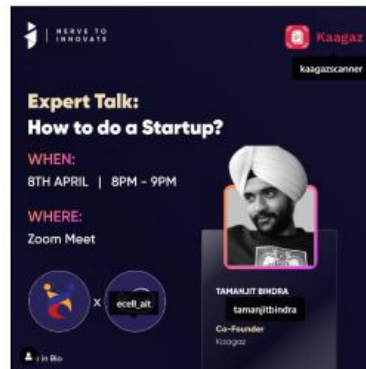 NERVE TO
INNOVATE
Kaagaz
kaagazscanner
Expert Talk:
How to do a Startup?
WHEN:
8TH APRIL | 8PM - 9PM
WHERE:
Zoom Meet
X
ecell_ait
TAMANJIT BINDRA
tamanjitbindra
Co-Founder
Kaagaz
in Bio